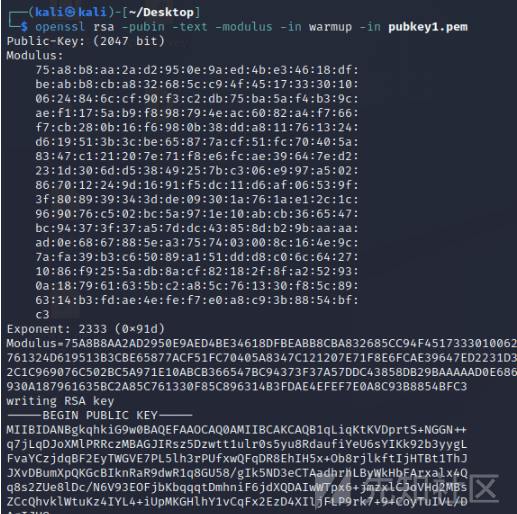 ┌──(kali㉿kali)-[~/Desktop]
└─$ openssl rsa -pubin -text -modulus -in warmup -in pubkey1.pem
Public-Key: (2047 bit)
Modulus:
75:a8:b8:aa:2a:d2:95:0e:9a:ed:4b:e3:46:18:df:
be:ab:b8:cb:a8:32:68:5c:c9:4f:45:17:33:30:10:
06:24:84:6c:cf:90:f3:c2:db:75:ba:5a:f4:b3:9c:
ae:f1:17:5a:b9:f8:98:79:4e:ac:60:82:a4:f7:66:
f7:cb:28:0b:16:f6:98:0b:38:dd:a8:11:76:13:24:
d6:19:51:3b:3c:be:65:87:7a:cf:51:fc:70:40:5a:
83:47:c1:21:20:7e:71:f8:e6:fc:ae:39:64:7e:d2:
23:1d:30:6d:d5:38:49:25:7b:c3:06:e9:97:a5:02:
86:70:12:24:9d:16:91:f5:dc:11:d6:af:06:53:9f:
3f:80:89:39:34:3d:de:09:30:1a:76:1a:e1:2c:1c:
96:90:76:c5:02:bc:5a:97:1e:10:ab:cb:36:65:47:
bc:94:37:3f:37:a5:7d:dc:43:85:8d:b2:9b:aa:aa:
ad:0e:68:67:88:5e:a3:75:74:03:00:8c:16:4e:9c:
7a:fa:39:b3:c6:50:89:a1:51:dd:d8:c0:6c:64:27:
10:86:f9:25:5a:db:8a:cf:82:18:2f:8f:a2:52:93:
0a:18:79:61:63:5b:c2:a8:5c:76:13:30:f8:5c:89:
63:14:b3:fd:ae:4e:fe:f7:e0:a8:c9:3b:88:54:bf:
c3
Exponent: 2333 (0×91d)
Modulus=75A8B8AA2AD2950E9AED4BE34618DFBEABB8CBA832685CC94F4517333010062
761324D619513B3CBE65877ACF51FC70405A8347C121207E71F8E6FCAE39647ED2231D3
2C1C969076C502BC5A971E10ABCB366547BC94373F37A57DDC43858DB29BAAAAAD0E686
930A187961635BC2A85C761330F85C896314B3FDAE4EFEF7E0A8C93B8854BFC3
writing RSA key
-----BEGIN PUBLIC KEY-----
MIIBIDANBgkqhkiG9w0BAQEFAAOCAQ0AMIIBCAKCAQB1qLiqKtKVDprtS+NGGN++
q7jLqDJoXMlPRRczMBAGJIRsz5Dzwtt1ulr0s5yu8RdaufiYeU6sYIKk92b3yygL
FvaYCzjdqBF2EyTWGVE7PL5lh3rPUfxwQFqDR8EhIH5x+Ob8rjlkftIjHTBt1ThJ
JXvDBumXpQKGcBIknRaR9dwR1q8GU58/gIk5ND3eCTAadhrhLByWkHbFArxalx4Q
q8s2ZUe8lDc/N6V93EOFjbKbqqqtDmhniF6jdXQDAIwWTpx6+jmzxlCJoVHd2MBs
ZCcQhvklWtuKz4IYL4+iUpMKGHlhY1vCqFx2EzD4XIljFLP9rk7+9+CoyTuIVL/D